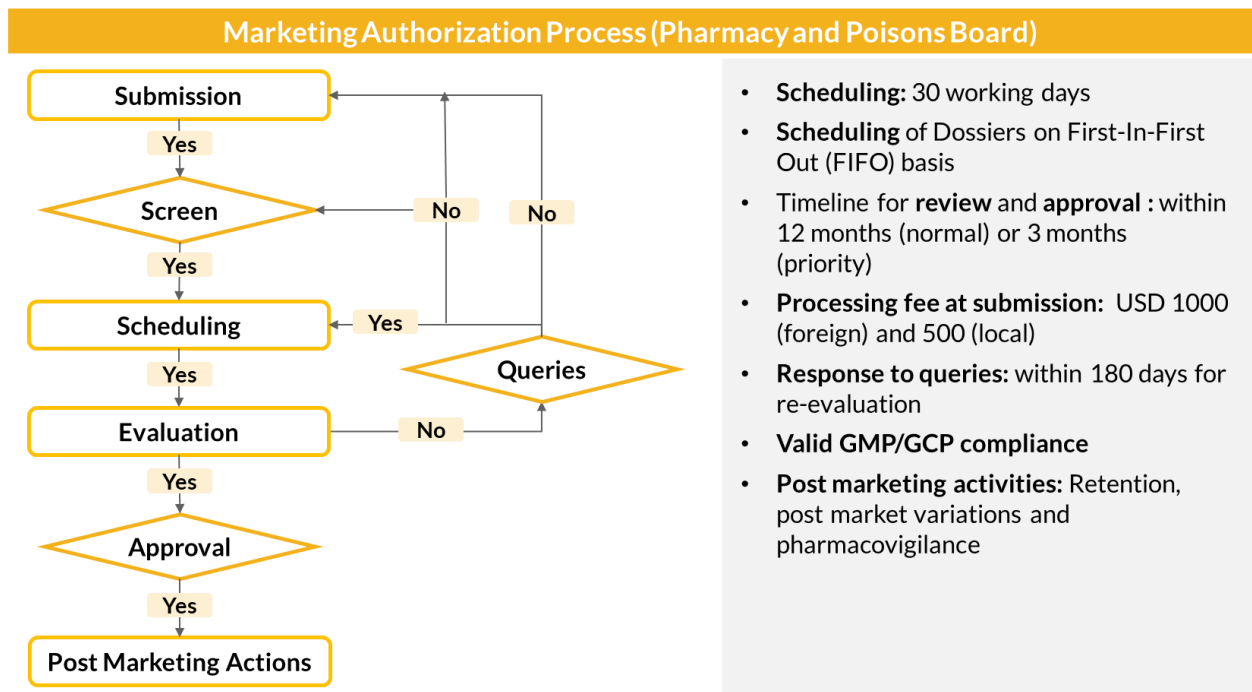 Marketing Authorization Process (Pharmacy and Poisons Board)
Submission
Yes
Screen
No
No
Yes
Scheduling
Yes
Yes
Queries
Evaluation
No
Yes
Approval
Yes
Post Marketing Actions
• Scheduling: 30 working days
• Scheduling of Dossiers on First-In-First
Out (FIFO) basis
• Timeline for review and approval : within
12 months (normal) or 3 months
(priority)
• Processing fee at submission: USD 1000
(foreign) and 500 (local)
• Response to queries: within 180 days for
re-evaluation
• Valid GMP/GCP compliance
• Post marketing activities: Retention,
post market variations and
pharmacovigilance